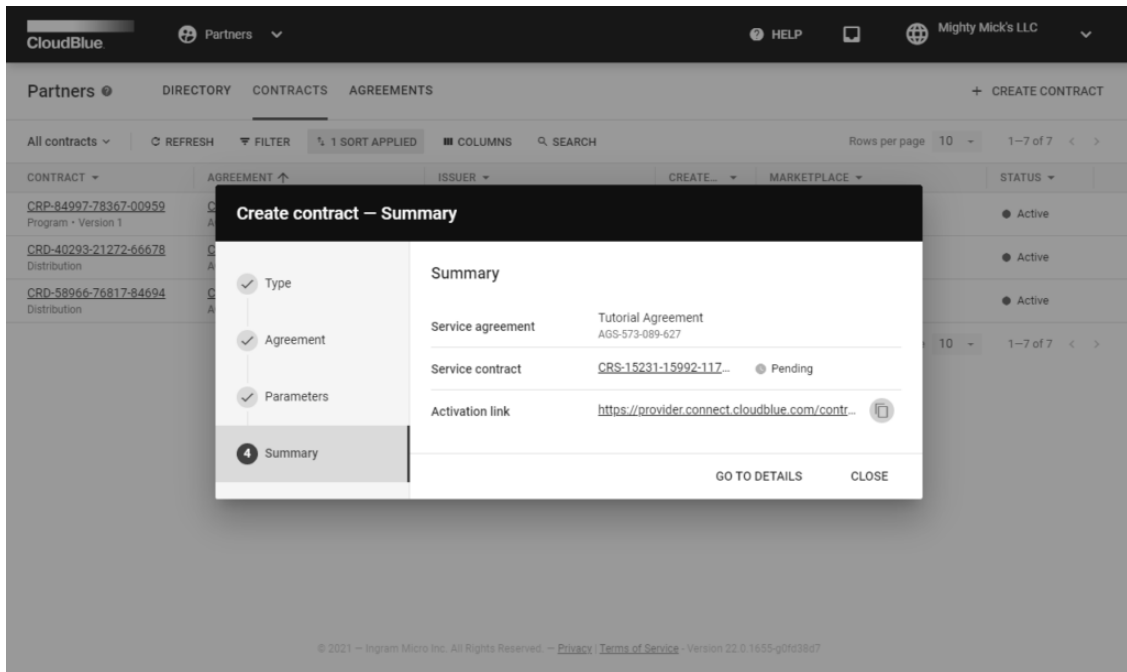 CloudBlue. Partners HELP Mighty Mick's LLC
Partners DIRECTORY CONTRACTS AGREEMENTS + CREATE CONTRACT
All contracts REFRESH FILTER 1 SORT APPLIED COLUMNS SEARCH Rows per page 10 1–7 of 7
CONTRACT AGREEMENT ISSUER CREATE... MARKETPLACE STATUS
CRP-84997-78367-00959 C Active
Program • Version 1 A
CRD-40293-21272-66678 C Active
Distribution A
CRD-58966-76817-84694 C Active
Distribution A
10 1–7 of 7
Create contract — Summary
Type
Agreement
Parameters
4 Summary
Summary
Service agreement Tutorial Agreement
AGS-573-089-627
Service contract CRS-15231-15992-117... Pending
Activation link https://provider.connect.cloudblue.com/contr...
GO TO DETAILS CLOSE
© 2021 — Ingram Micro Inc. All Rights Reserved. — Privacy | Terms of Service - Version 22.0.1655-g0fd38d7